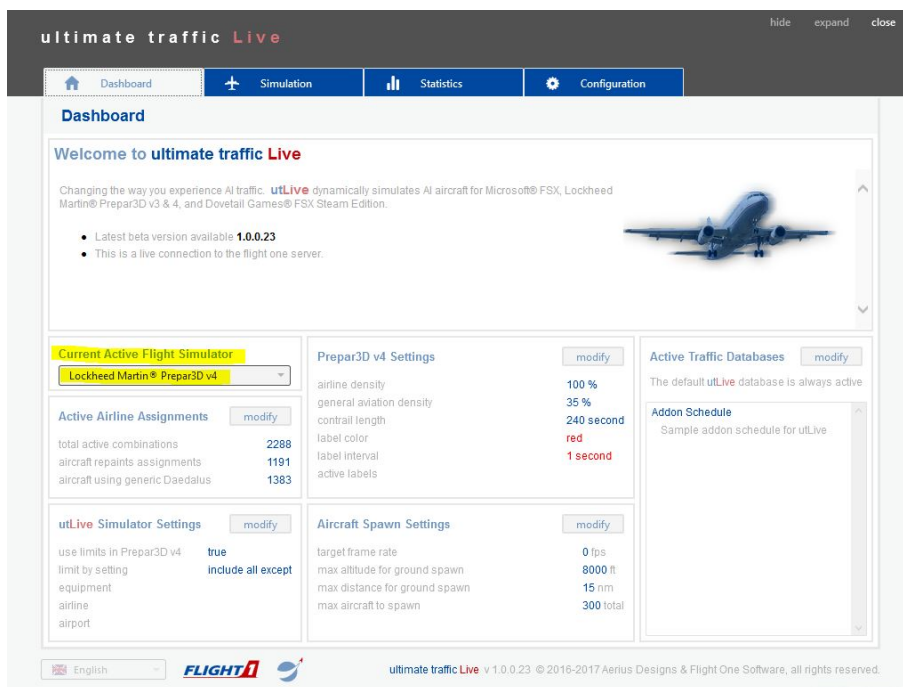 hide expand close
ultimate traffic Live
Dashboard Simulation Statistics Configuration
Dashboard
Welcome to ultimate traffic Live
Changing the way you experience AI traffic. utLive dynamically simulates AI aircraft for Microsoft® FSX, Lockheed
Martin® Prepar3D v3 & 4, and Dovetail Games® FSX Steam Edition.
Latest beta version available 1.0.0.23
This is a live connection to the flight one server.
Current Active Flight Simulator
Lockheed Martin® Prepar3D v4
Active Airline Assignments modify
total active combinations 2288
aircraft repaints assignments 1191
aircraft using generic Daedalus 1383
utLive Simulator Settings modify
use limits in Prepar3D v4 true
limit by setting include all except
equipment
airline
airport
Prepar3D v4 Settings modify
airline density 100 %
general aviation density 35 %
contrail length 240 second
label color red
label interval 1 second
active labels
Aircraft Spawn Settings modify
target frame rate 0 fps
max altitude for ground spawn 8000 ft
max distance for ground spawn 15 nm
max aircraft to spawn 300 total
Active Traffic Databases modify
The default utLive database is always active
Addon Schedule
Sample addon schedule for utLive
English FLIGHT1 ultimate traffic Live v 1.0.0.23 © 2016-2017 Aerius Designs & Flight One Software, all rights reserved.